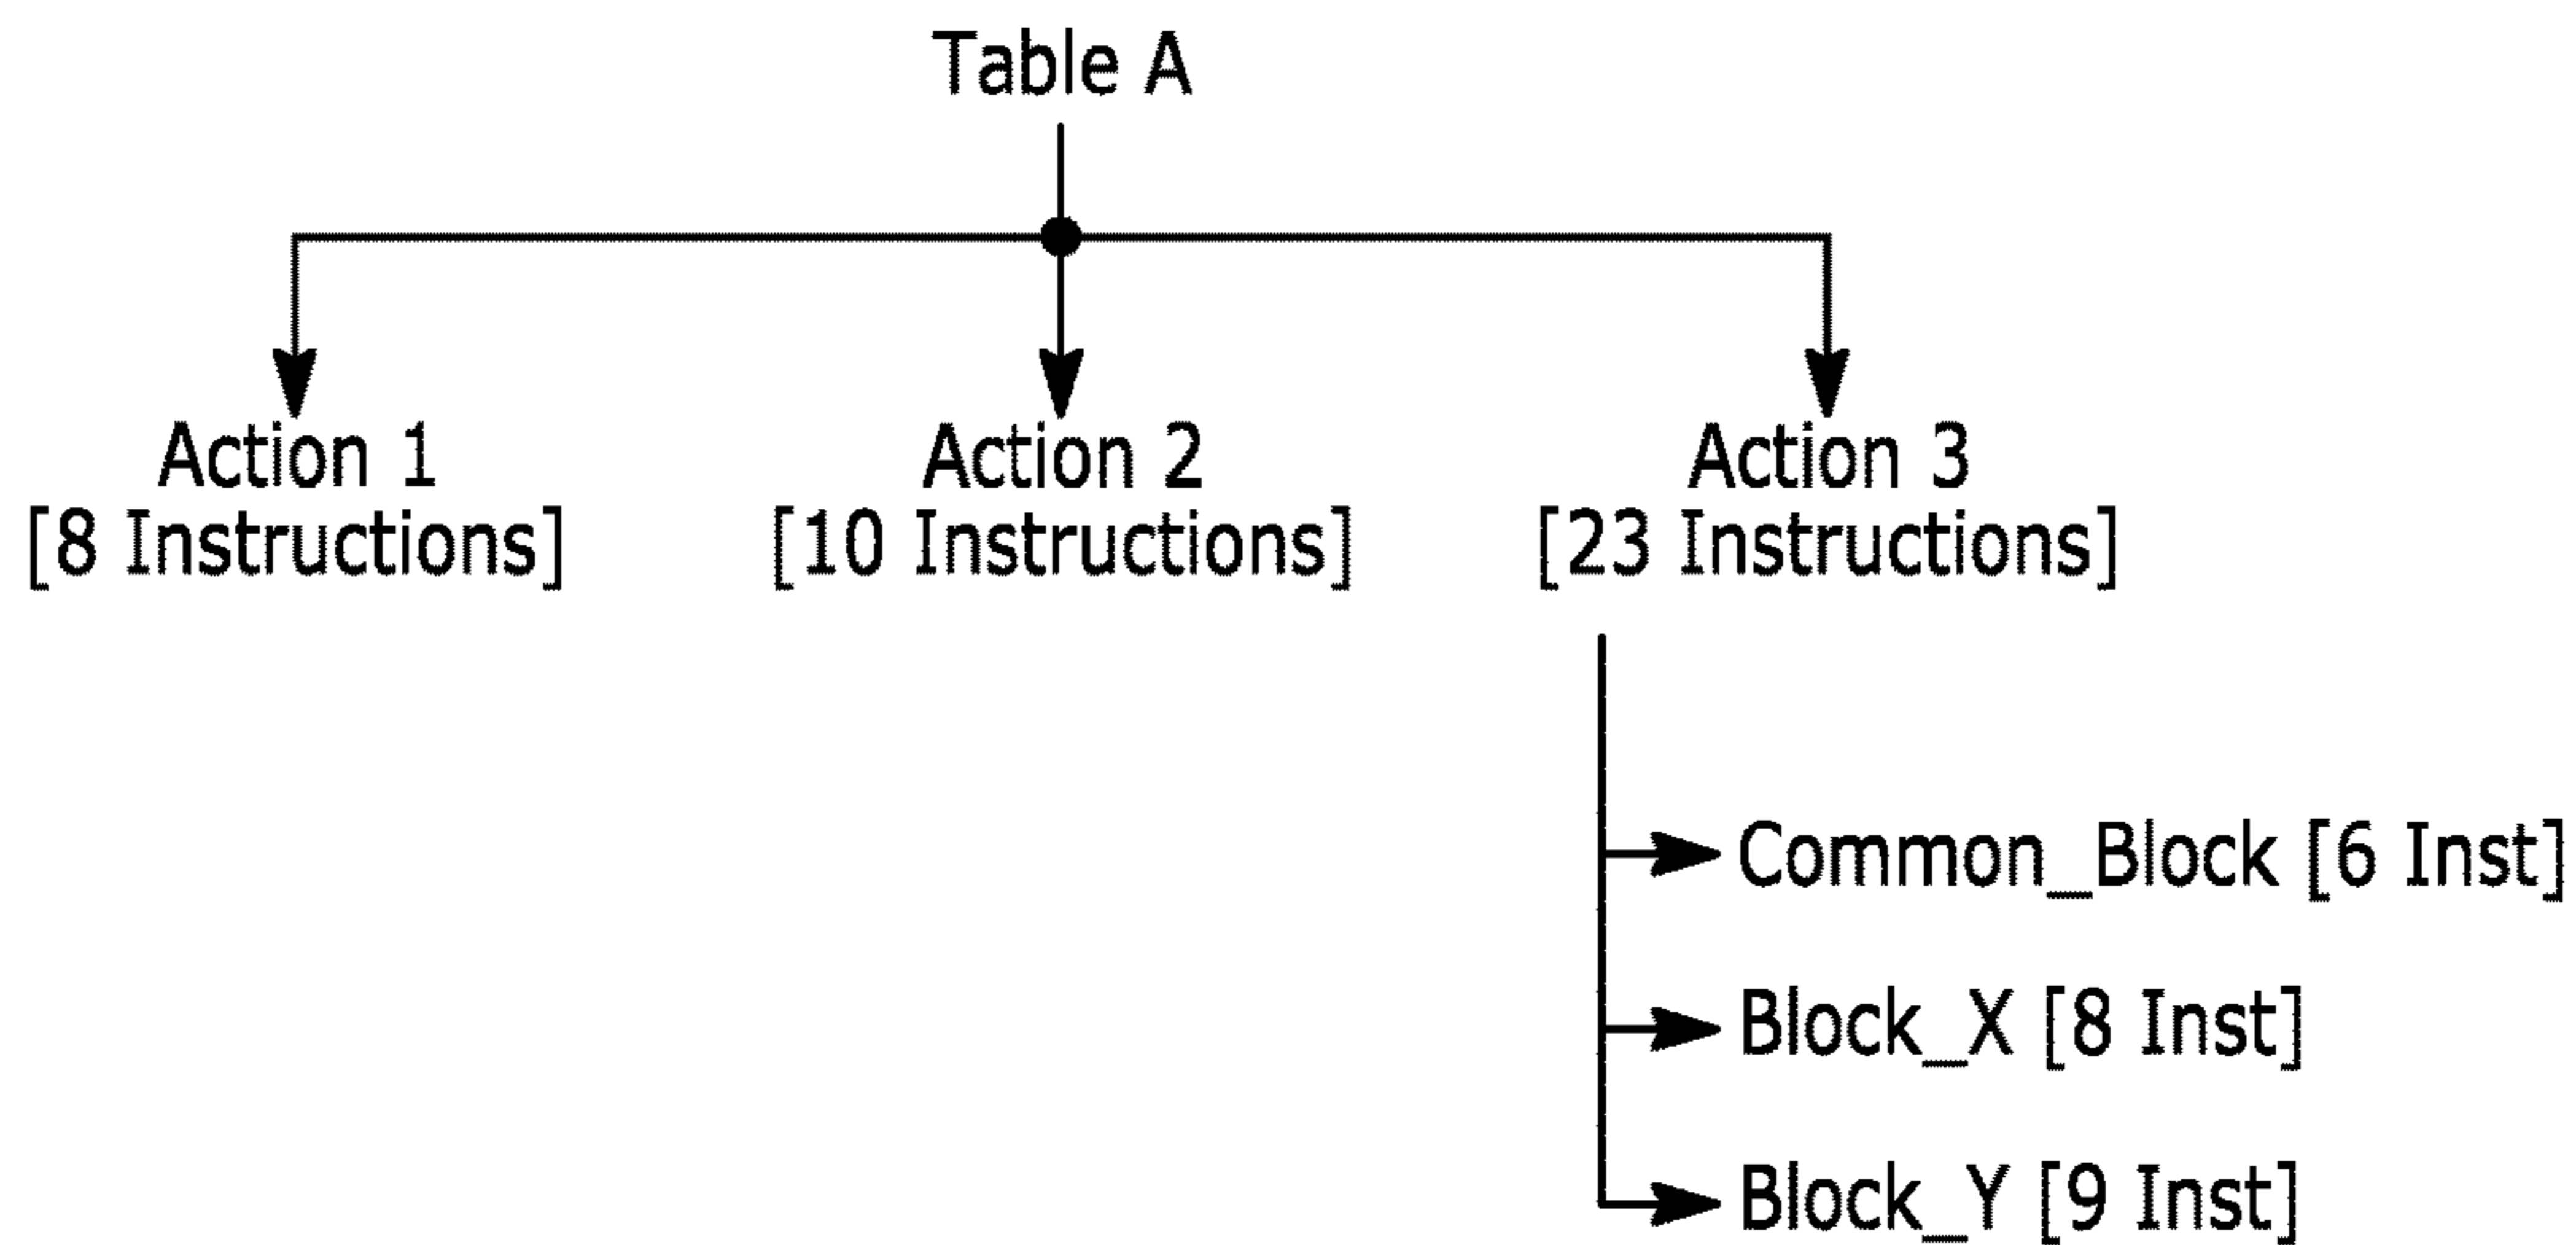 Table A
Action 1
[8 Instructions]
Action 2
[10 Instructions]
Action 3
[23 Instructions]
Common_Block [6 Inst]
Block_X [8 Inst]
Block_Y [9 Inst]